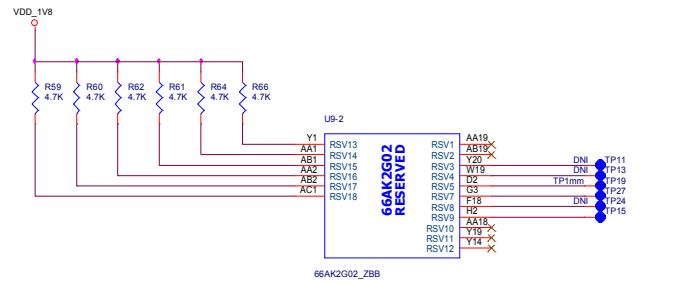 VDD_1V8
R59 R60 R62 R61 R64 R66
4.7K 4.7K 4.7K 4.7K 4.7K 4.7K
U9-2
66AK2G02
RESERVED
Y1 RSV13 RSV1 AA19
AA1 RSV14 RSV2 AB19
AB1 RSV15 RSV3 Y20 DNI TP11
AA2 RSV16 RSV4 W19 TP13
AB2 RSV17 RSV5 D2 TP1mm TP19
AC1 RSV18 RSV7 G3 TP27
RSV8 F18 DNI TP24
RSV9 H2 TP15
RSV10 AA18
RSV11 Y19
RSV12 Y14
66AK2G02_ZBB